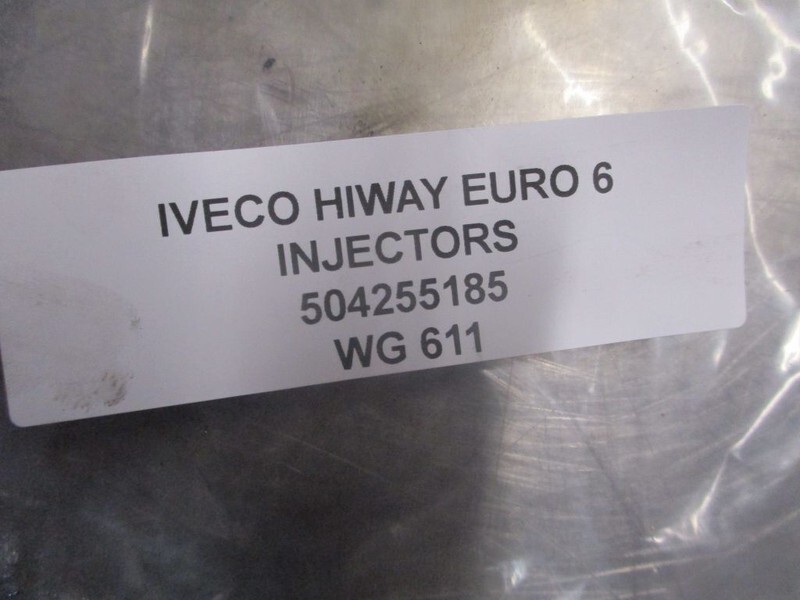 IVECO HIWAY EURO 6
INJECTORS
504255185
WG 611